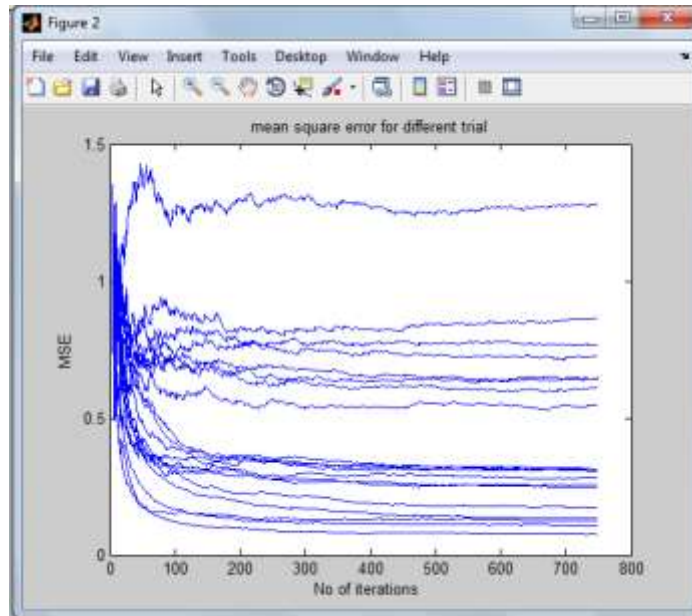 Figure 2
File Edit View Insert Tools Desktop Window Help
mean square error for different trial
1.5
1
0.5
0
MSE
0 100 200 300 400 500 600 700 800
No of iterations